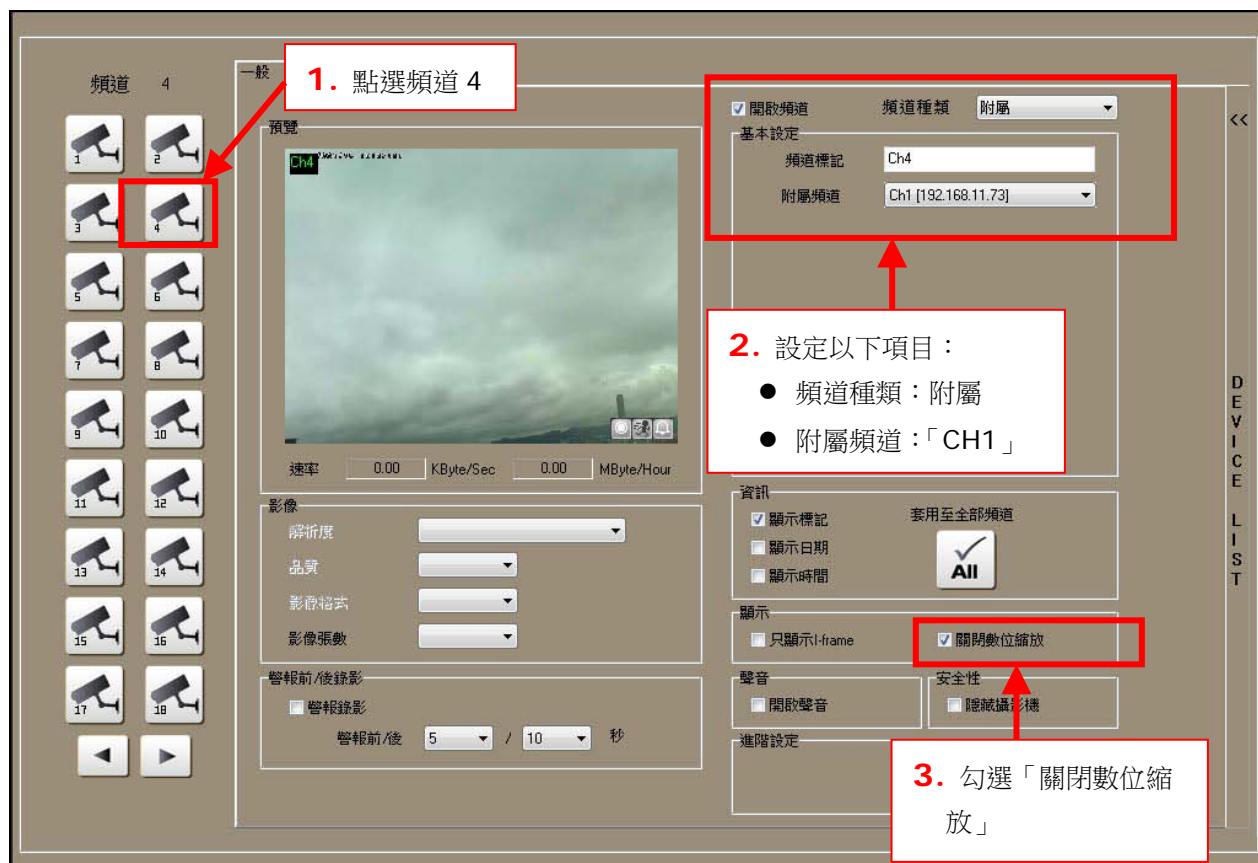 頻道 4
1
2
3
4
5
6
7
8
9
10
11
12
13
14
15
16
17
18
一般
1. 點選頻道 4
預覽
Ch4
速率 0.00 KByte/Sec 0.00 MByte/Hour
影像
解析度
品質
影像格式
影像張數
警報前/後錄影
警報錄影
警報前/後 5 / 10 秒
開啟頻道 頻道種類 附屬
基本設定
頻道標記 Ch4
附屬頻道 Ch1 [192.168.11.73]
2. 設定以下項目：
● 頻道種類：附屬
● 附屬頻道：「CH1」
資訊
顯示標記 套用至全部頻道
顯示日期
顯示時間
All
顯示
只顯示I-frame 關閉數位縮放
聲音
開啟聲音
安全性
隱藏攝影機
進階設定
3. 勾選「關閉數位縮
放」
<<
DEVICE LIST